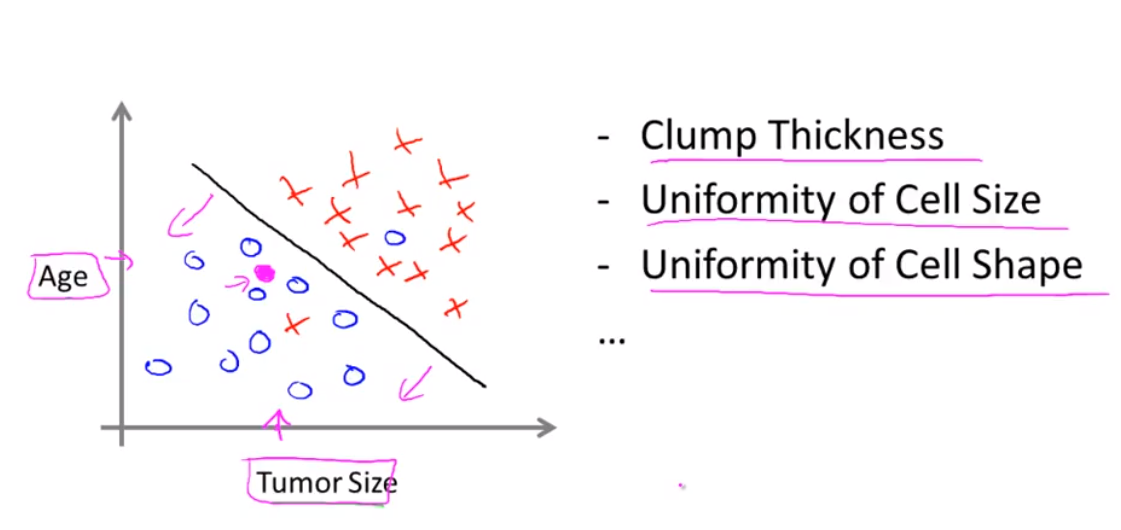 - Clump Thickness
- Uniformity of Cell Size
- Uniformity of Cell Shape
...
Age
Tumor Size